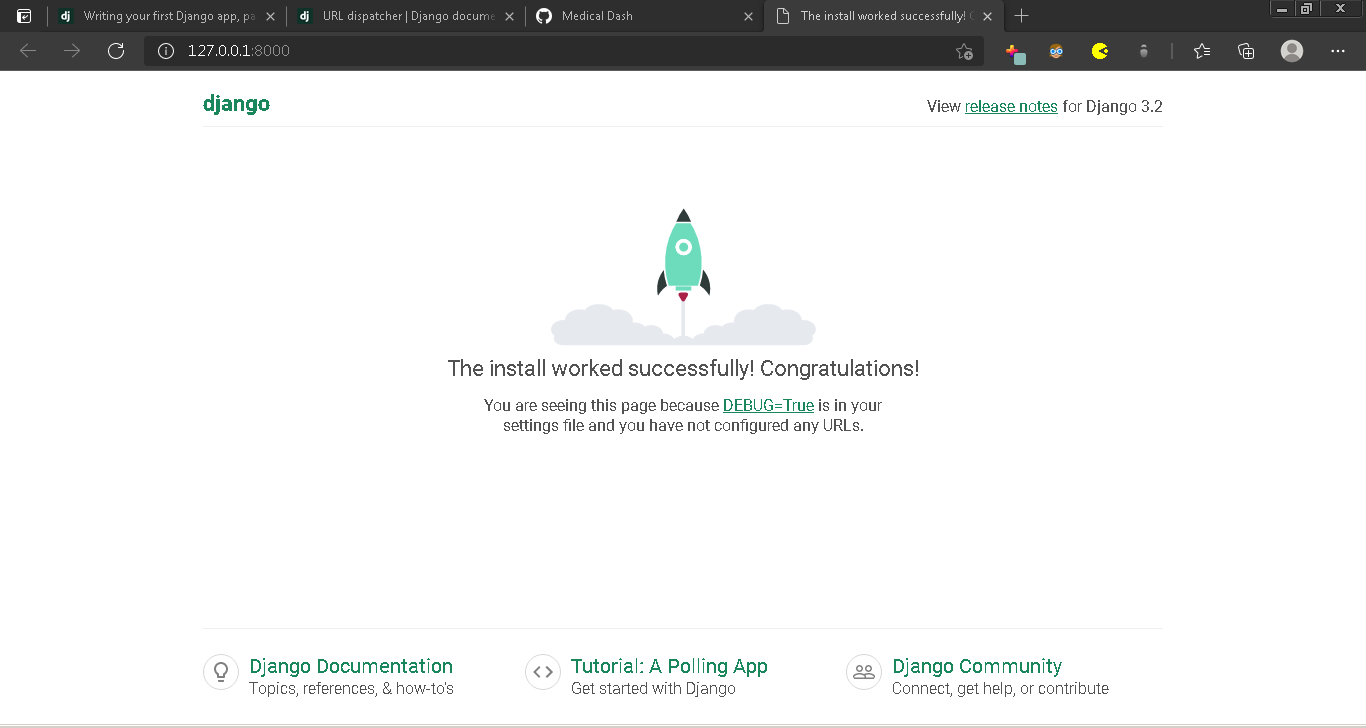 Writing your first Django app, pa
URL dispatcher | Django docume
Medical Dash
The install worked successfully! C
127.0.0.1:8000
django
View release notes for Django 3.2
The install worked successfully! Congratulations!
You are seeing this page because DEBUG=True is in your
settings file and you have not configured any URLs.
Django Documentation
Topics, references, & how-to's
Tutorial: A Polling App
Get started with Django
Django Community
Connect, get help, or contribute